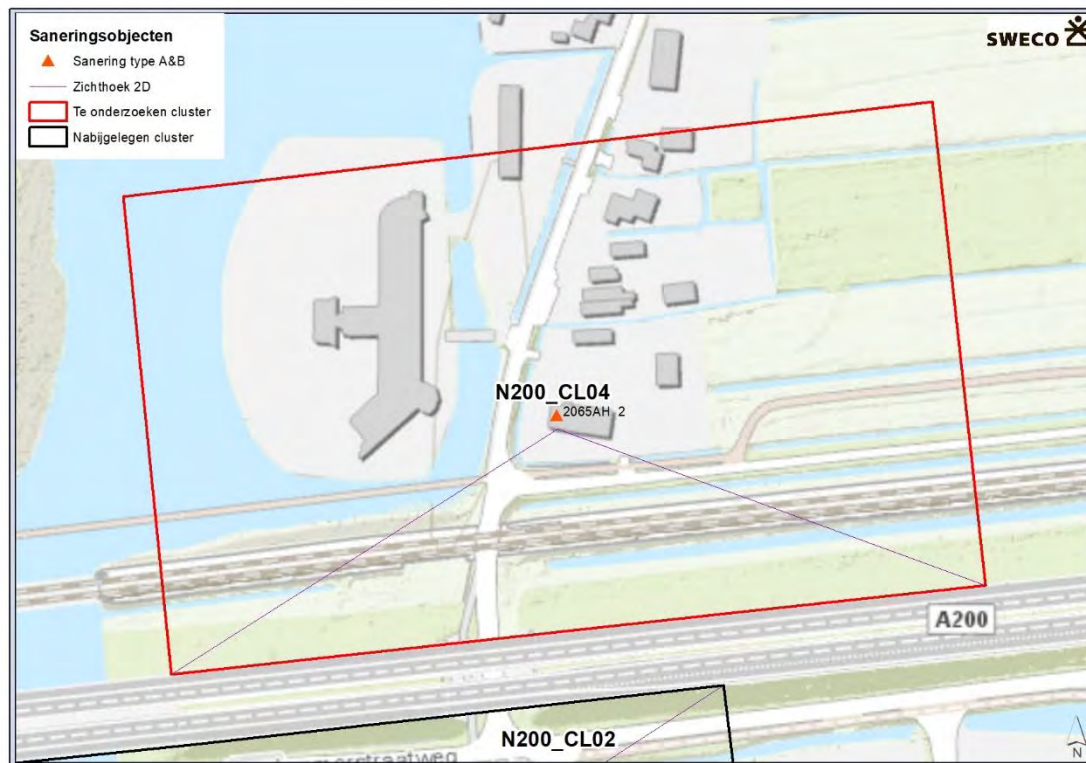 Saneringsobjecten
Sanering type A&B
Zichthoek 2D
Te onderzoeken cluster
Nabijgelegen cluster
SWECO
N200_CL04
2065AH_2
A200
N200_CL02
N